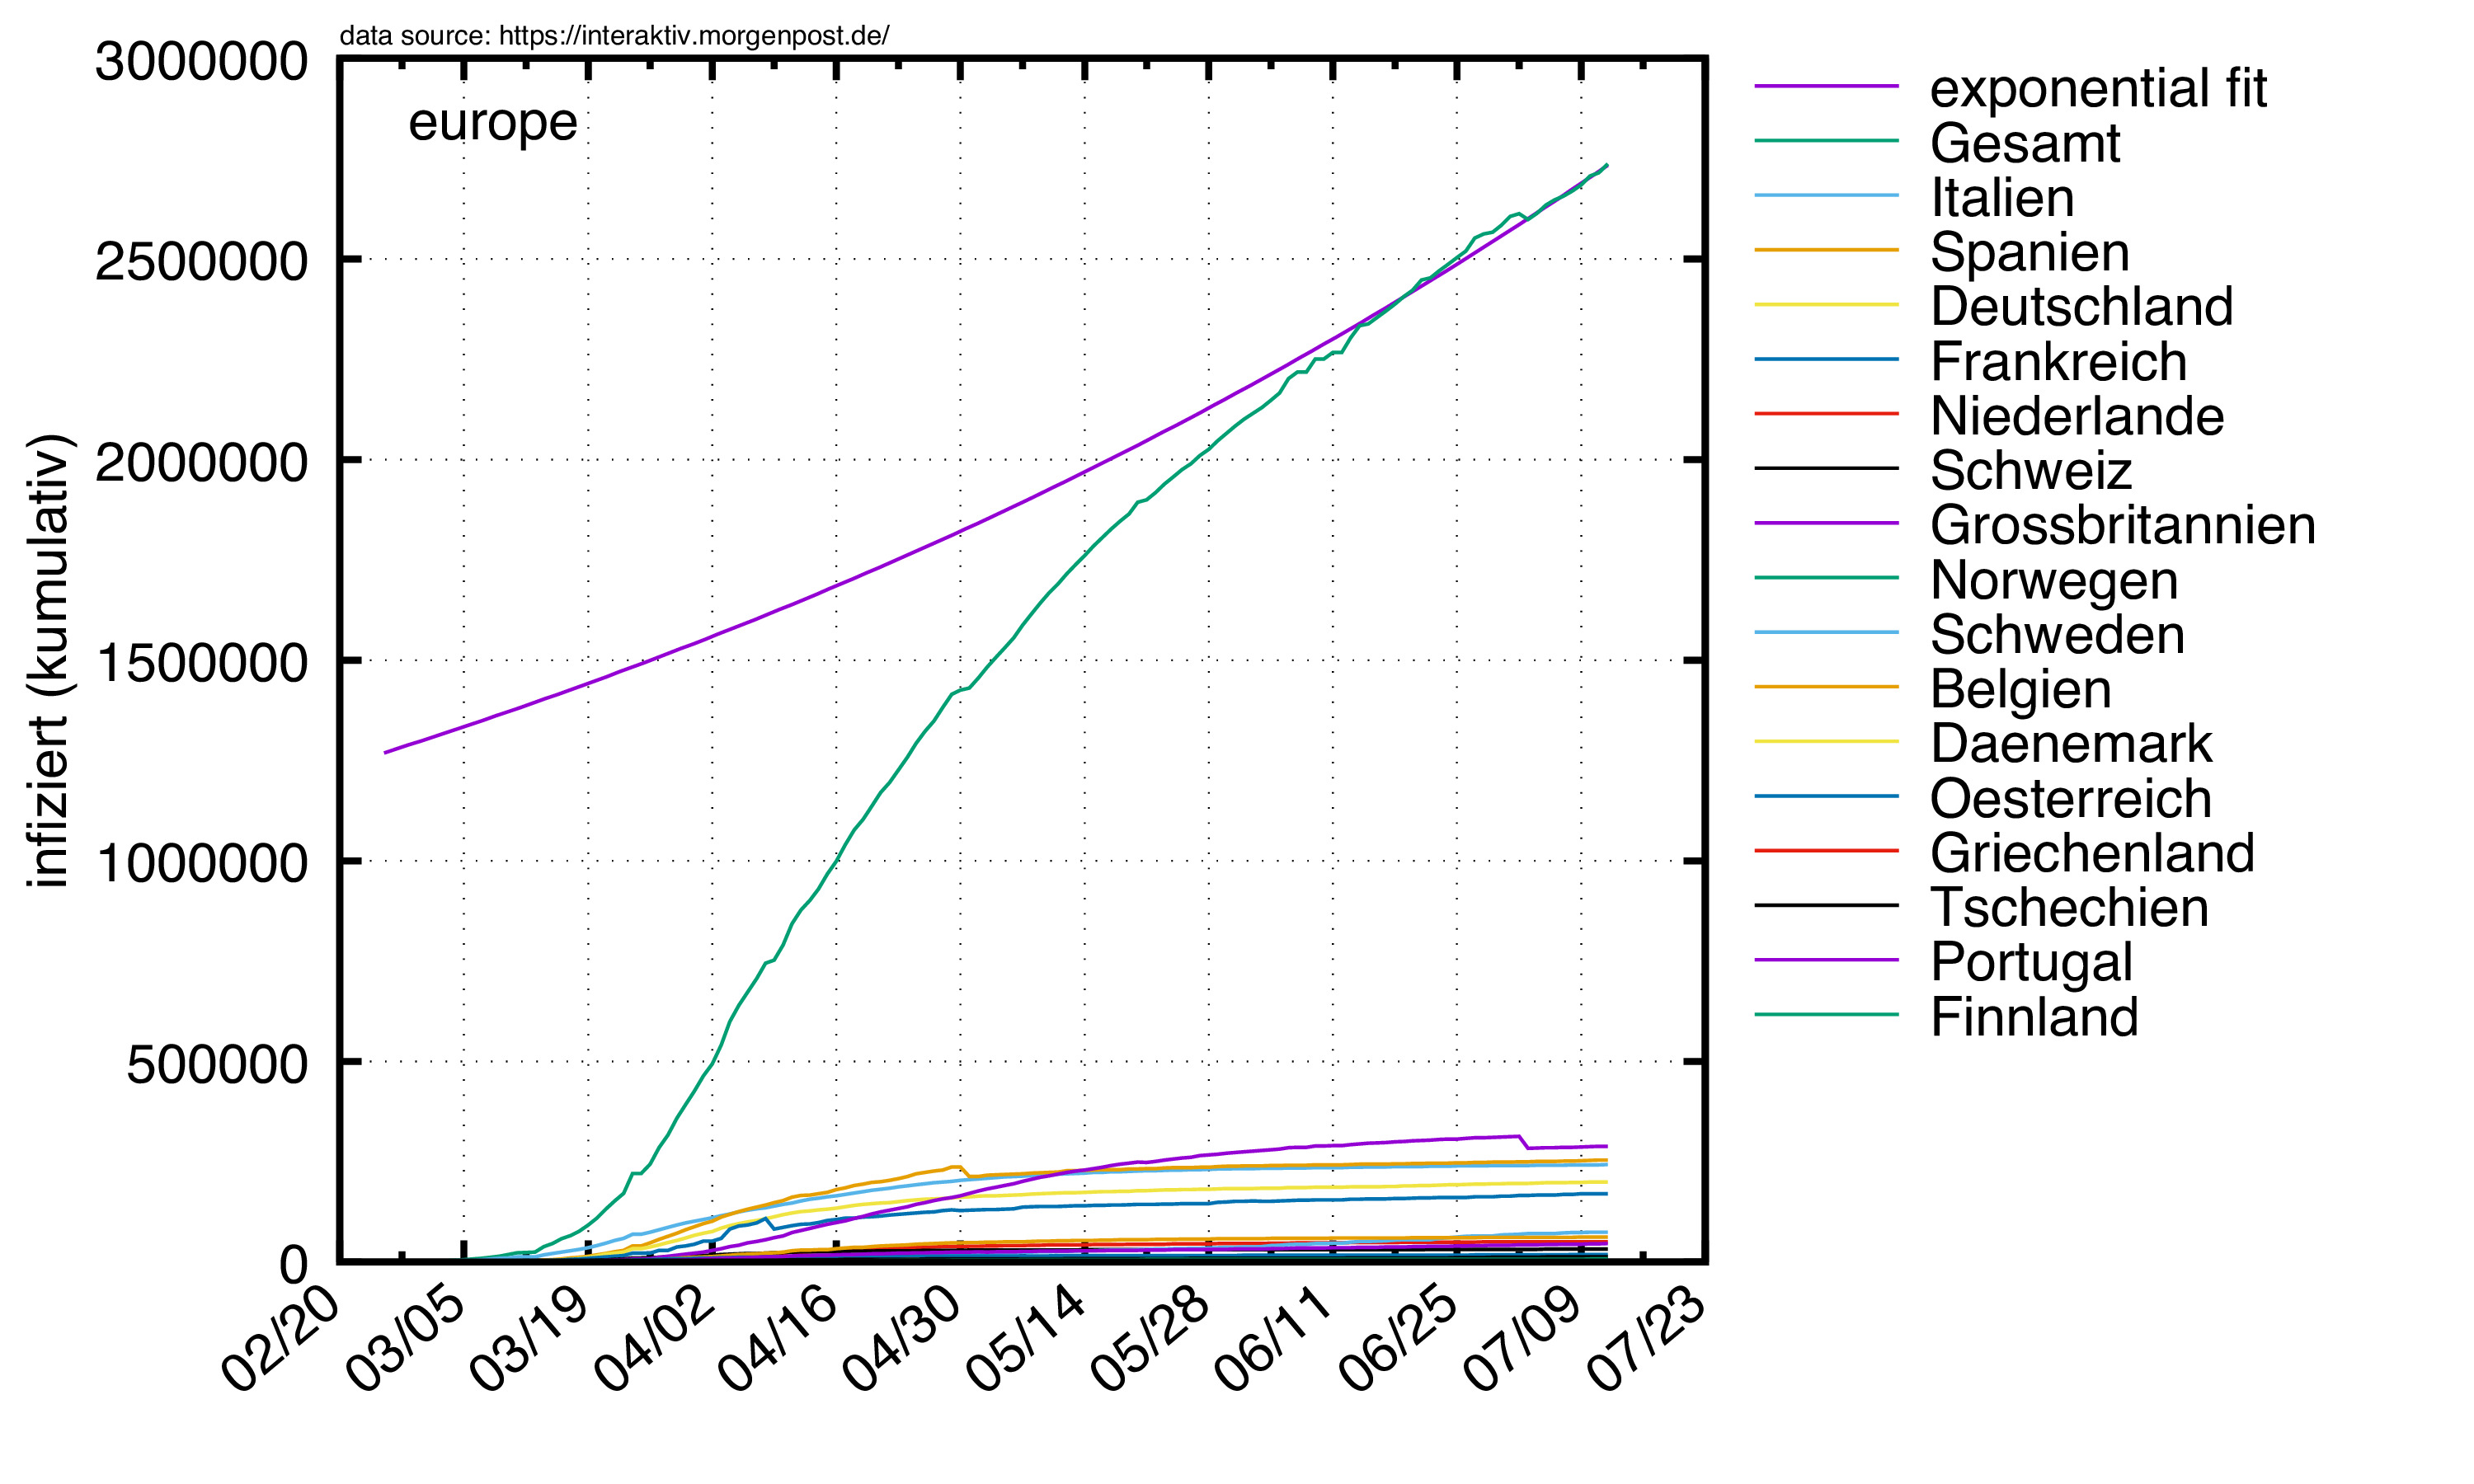 data source: https://interaktiv.morgenpost.de/
europe
infiziert (kumulativ)
3000000
2500000
2000000
1500000
1000000
500000
0
02/20
03/05
03/19
04/02
04/16
04/30
05/14
05/28
06/11
06/25
07/09
07/23
exponential fit
Gesamt
Italien
Spanien
Deutschland
Frankreich
Niederlande
Schweiz
Grossbritannien
Norwegen
Schweden
Belgien
Daenemark
Oesterreich
Griechenland
Tschechien
Portugal
Finnland